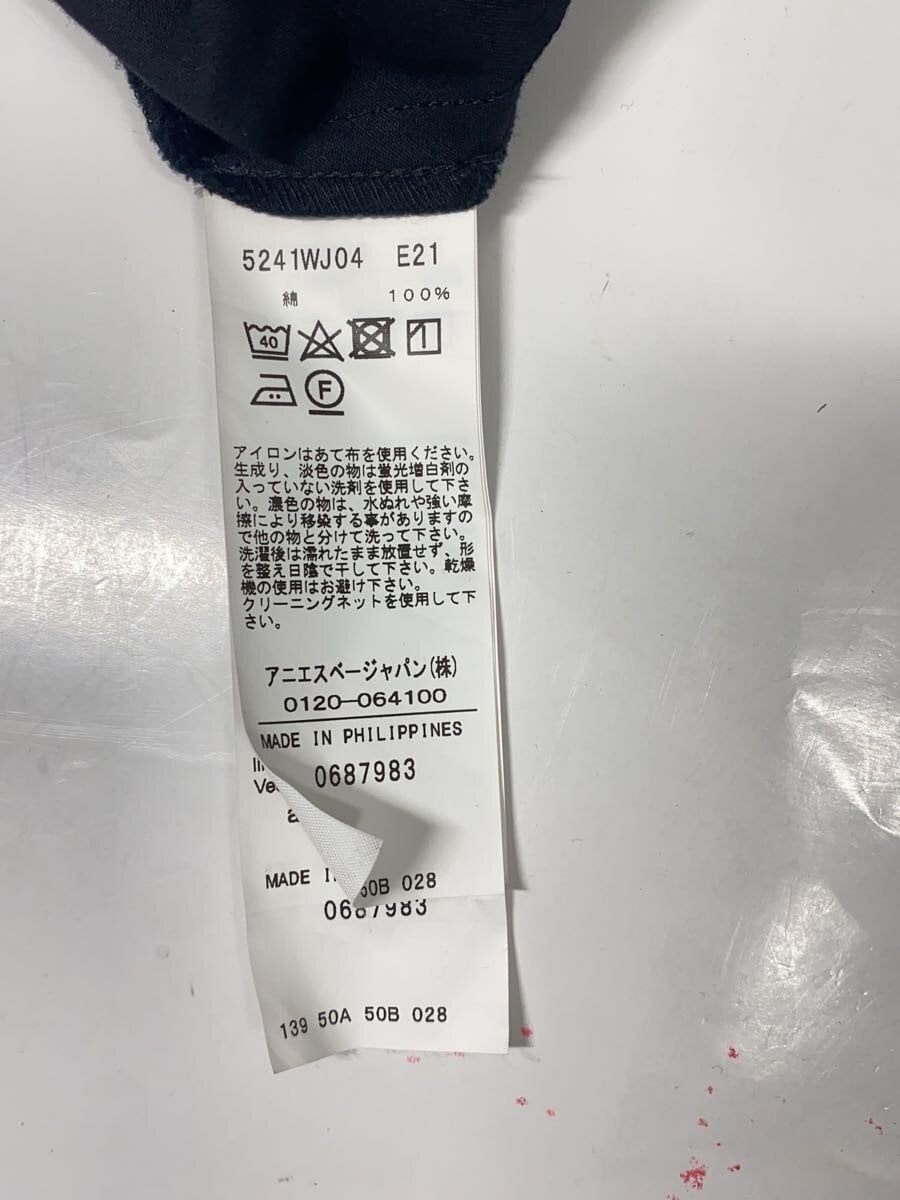 5241WJ04 E21
綿 100%
40
F
アイロンはあて布を使用ください。
生成り、淡色の物は蛍光増白剤の
入っていない洗剤を使用して下さ
い。濃色の物は、水ぬれや強い摩
擦により移染する事がありますの
で他の物と分けて洗って下さい。
洗濯後は濡れたまま放置せず、形
を整え日陰で干して下さい。乾燥
機の使用はお避け下さい。
クリーニングネットを使用して下
さい。
アニエスベージャパン(株)
0120-064100
MADE IN PHILIPPINES
0687983
MADE
50B 028
0687983
139 50A 50B 028